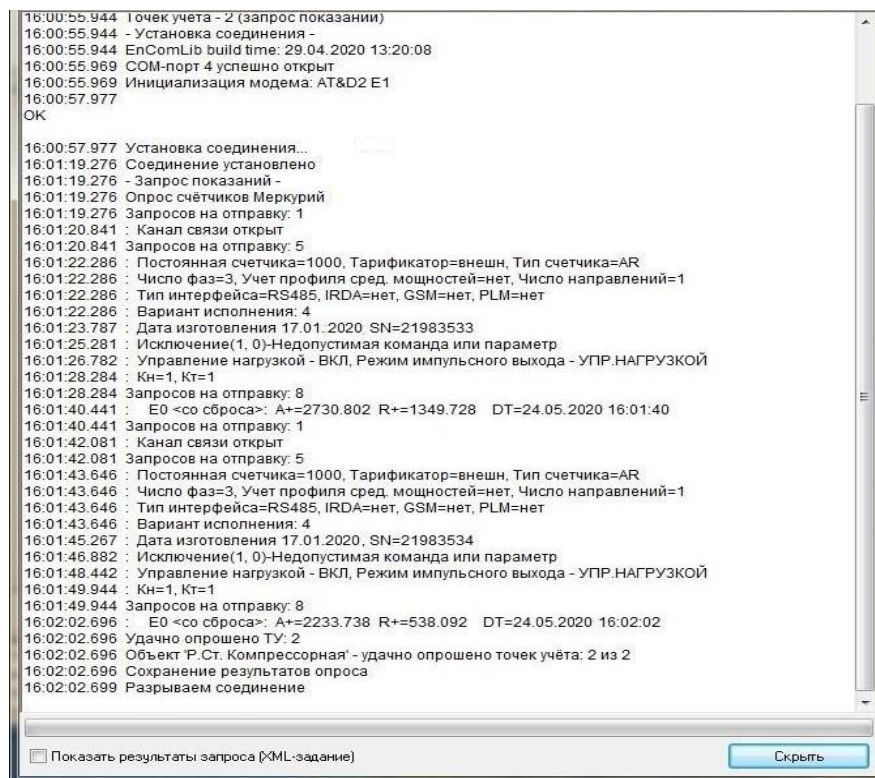 16:00:55.944 Точек учета - 2 (запрос показаний)
16:00:55.944 - Установка соединения -
16:00:55.944 EnComLib build time: 29.04.2020 13:20:08
16:00:55.969 COM-порт 4 успешно открыт
16:00:55.969 Инициализация модема: AT&D2 E1
16:00:57.977
OK
16:00:57.977 Установка соединения...
16:01:19.276 Соединение установлено
16:01:19.276 - Запрос показаний -
16:01:19.276 Опрос счётчиков Меркурий
16:01:19.276 Запросов на отправку: 1
16:01:20.841 : Канал связи открыт
16:01:20.841 Запросов на отправку: 5
16:01:22.286 : Постоянная счетчика=1000, Тарификатор=внешн, Тип счетчика=AR
16:01:22.286 : Число фаз=3, Учет профиля сред. мощностей=нет, Число направлений=1
16:01:22.286 : Тип интерфейса=RS485, IRDA=нет, GSM=нет, PLM=нет
16:01:22.286 : Вариант исполнения: 4
16:01:23.787 : Дата изготовления 17.01.2020, SN=21983533
16:01:25.281 : Исключение(1, 0)-Недопустимая команда или параметр
16:01:26.782 : Управление нагрузкой - ВКЛ, Режим импульсного выхода - УПР.НАГРУЗКОЙ
16:01:28.284 : Кн=1, Кт=1
16:01:28.284 Запросов на отправку: 8
16:01:40.441 : E0 <со сброса>: A+=2730.802 R+=1349.728 DT=24.05.2020 16:01:40
16:01:40.441 Запросов на отправку: 1
16:01:42.081 : Канал связи открыт
16:01:42.081 Запросов на отправку: 5
16:01:43.646 : Постоянная счетчика=1000, Тарификатор=внешн, Тип счетчика=AR
16:01:43.646 : Число фаз=3, Учет профиля сред. мощностей=нет, Число направлений=1
16:01:43.646 : Тип интерфейса=RS485, IRDA=нет, GSM=нет, PLM=нет
16:01:43.646 : Вариант исполнения: 4
16:01:45.267 : Дата изготовления 17.01.2020, SN=21983534
16:01:46.882 : Исключение(1, 0)-Недопустимая команда или параметр
16:01:48.442 : Управление нагрузкой - ВКЛ, Режим импульсного выхода - УПР.НАГРУЗКОЙ
16:01:49.944 : Кн=1, Кт=1
16:01:49.944 Запросов на отправку: 8
16:02:02.696 : E0 <со сброса>: A+=2233.738 R+=538.092 DT=24.05.2020 16:02:02
16:02:02.696 Удачно опрошено ТУ: 2
16:02:02.696 Объект 'Р.Ст. Компрессорная' - удачно опрошено точек учёта: 2 из 2
16:02:02.696 Сохранение результатов опроса
16:02:02.699 Разрываем соединение
Показать результаты запроса (XML-задание)
Скрыть